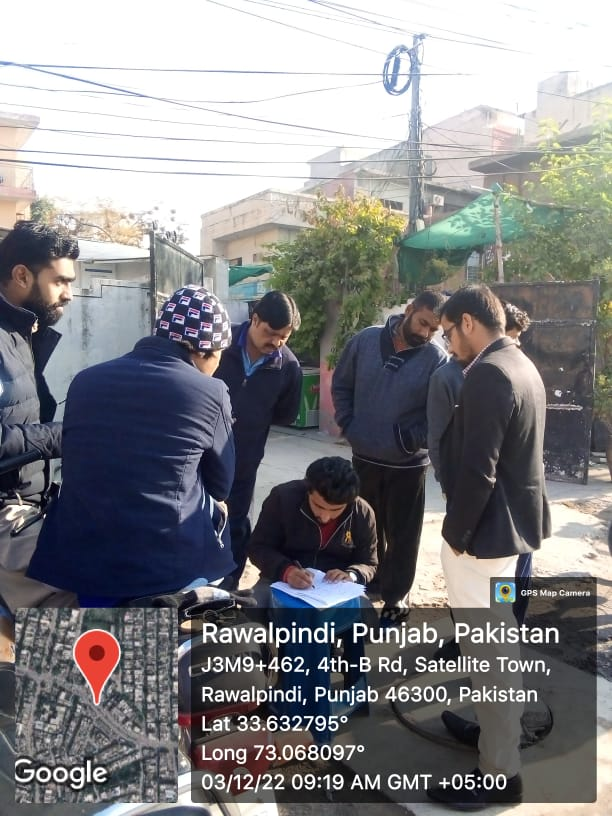 GPS Map Camera
Rawalpindi, Punjab, Pakistan
J3M9+462, 4th-B Rd, Satellite Town,
Rawalpindi, Punjab 46300, Pakistan
Lat 33.632795°
Long 73.068097°
03/12/22 09:19 AM GMT +05:00
Google